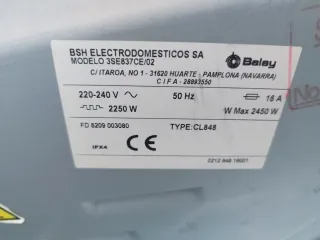 BSH ELECTRODOMESTICOS SA
MODELO 3SE837CE/02
Balay
C/ ITAROA, No 1 - 31620 HUARTE - PAMPLONA (NAVARRA)
C I F A - 28893550
220-240 V 50 Hz 16 A
2250 W W Max 2450 W
FD 8209 003080 TYPE:CL848
IPX4 CE